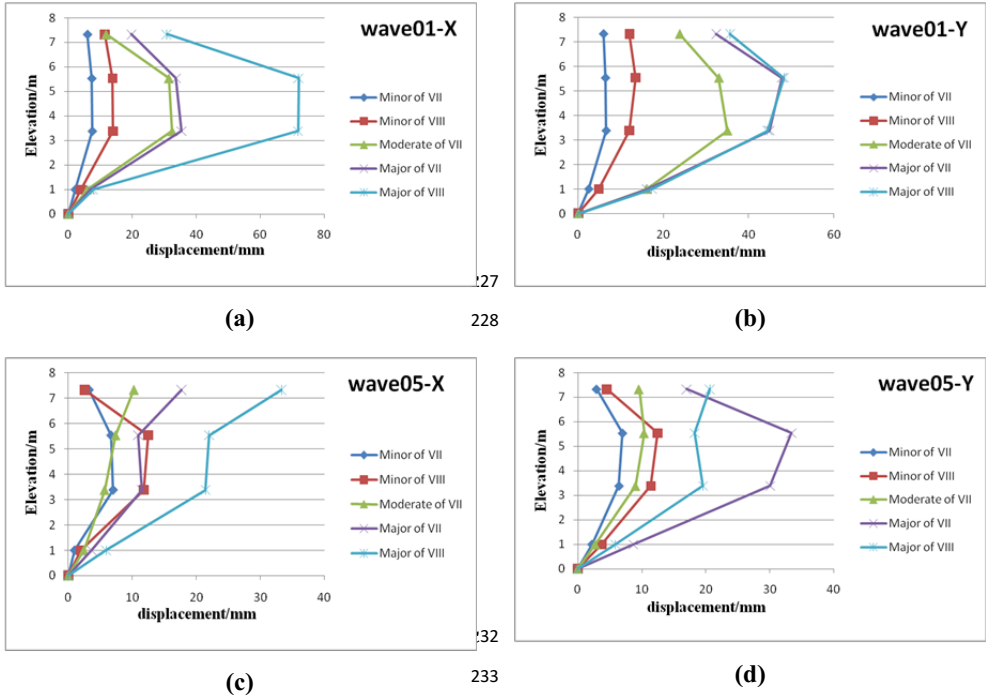 wave01-X
Elevation/m
8
7
6
5
4
3
2
1
0
0 20 40 60 80
displacement/mm
Minor of VII
Minor of VIII
Moderate of VII
Major of VII
Major of VIII
(a)
wave01-Y
Elevation/m
8
7
6
5
4
3
2
1
0
0 20 40 60
displacement/mm
Minor of VII
Minor of VIII
Moderate of VII
Major of VII
Major of VIII
(b)
227
228
wave05-X
Elevation/m
8
7
6
5
4
3
2
1
0
0 10 20 30 40
displacement/mm
Minor of VII
Minor of VIII
Moderate of VII
Major of VII
Major of VIII
(c)
wave05-Y
Elevation/m
8
7
6
5
4
3
2
1
0
0 10 20 30 40
displacement/mm
Minor of VII
Minor of VIII
Moderate of VII
Major of VII
Major of VIII
(d)
232
233